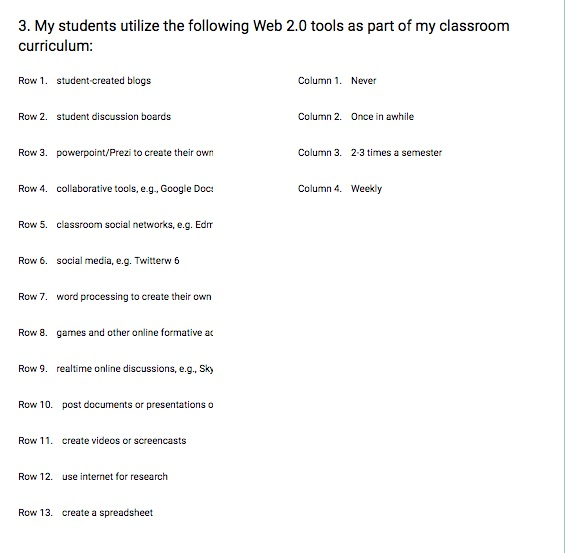 3. My students utilize the following Web 2.0 tools as part of my classroom
curriculum:
Row 1. student-created blogs Column 1. Never
Row 2. student discussion boards Column 2. Once in awhile
Row 3. powerpoint/Prezi to create their own Column 3. 2-3 times a semester
Row 4. collaborative tools, e.g., Google Docs Column 4. Weekly
Row 5. classroom social networks, e.g. Edm
Row 6. social media, e.g. Twitterw 6
Row 7. word processing to create their own
Row 8. games and other online formative ac
Row 9. realtime online discussions, e.g., Sky
Row 10. post documents or presentations o
Row 11. create videos or screencasts
Row 12. use internet for research
Row 13. create a spreadsheet